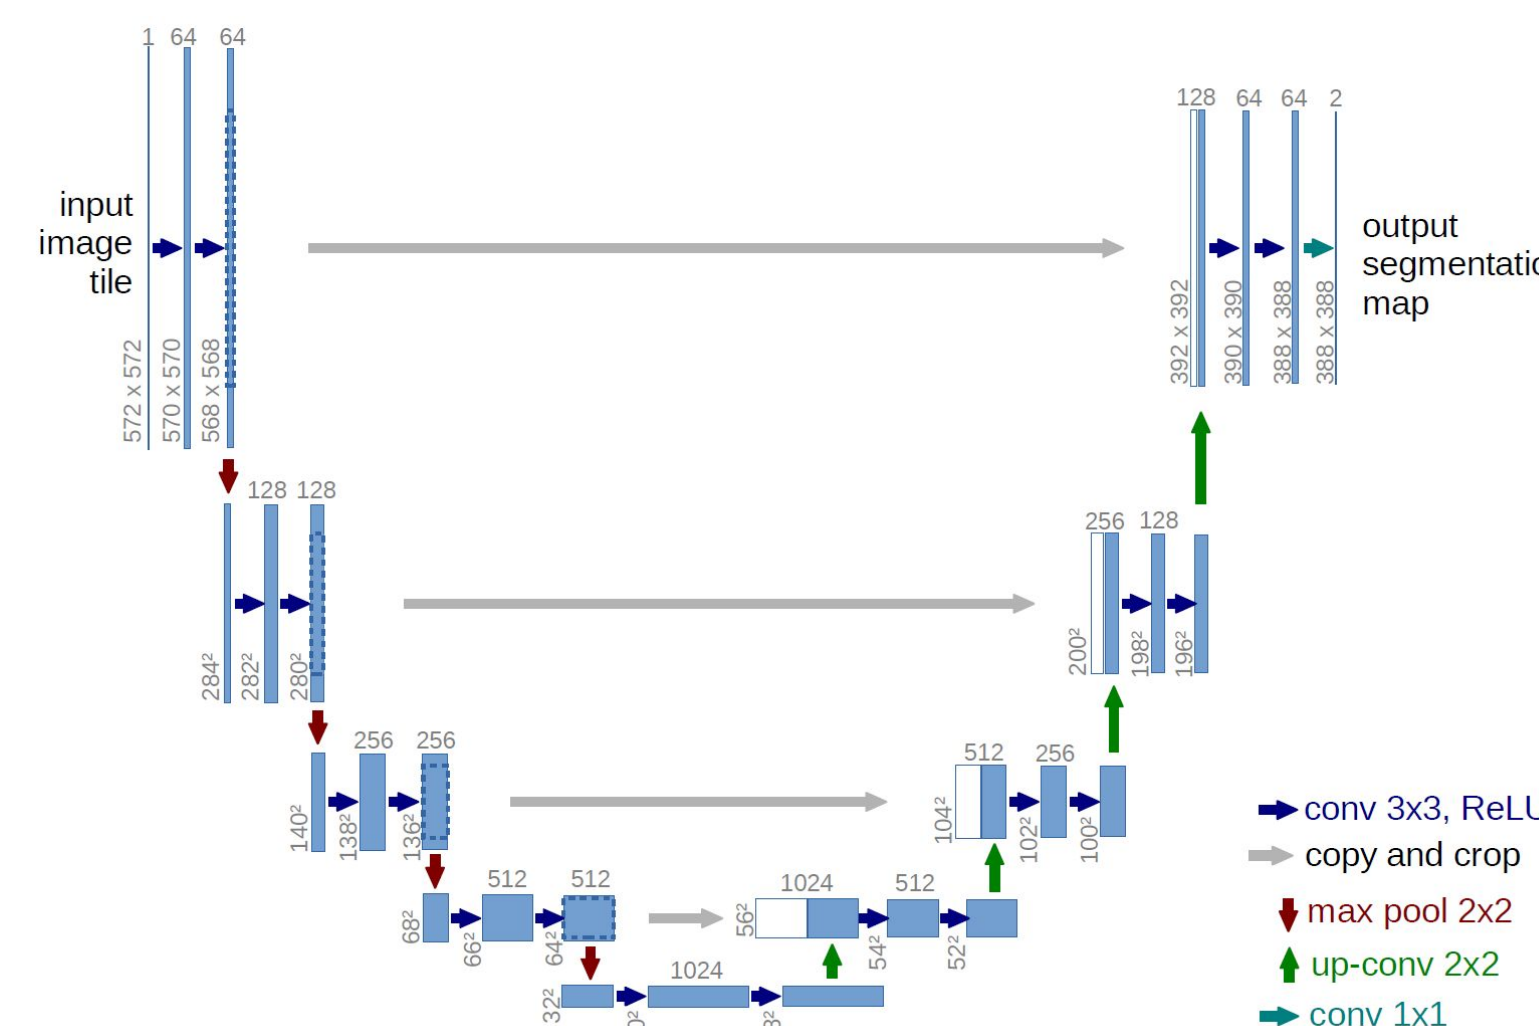 1 64 64
input
image
tile
572 x 572
570 x 570
568 x 568
128 64 64 2
392 x 392
390 x 390
388 x 388
388 x 388
output
segmentatio
map
128 128
284²
282²
280²
256 128
200²
198²
196²
256 256
140²
138²
136²
512 256
104²
102²
100²
512 512
68²
66²
64²
1024 512
56²
54²
52²
1024
32²
conv 3x3, ReLU
copy and crop
max pool 2x2
up-conv 2x2
conv 1x1